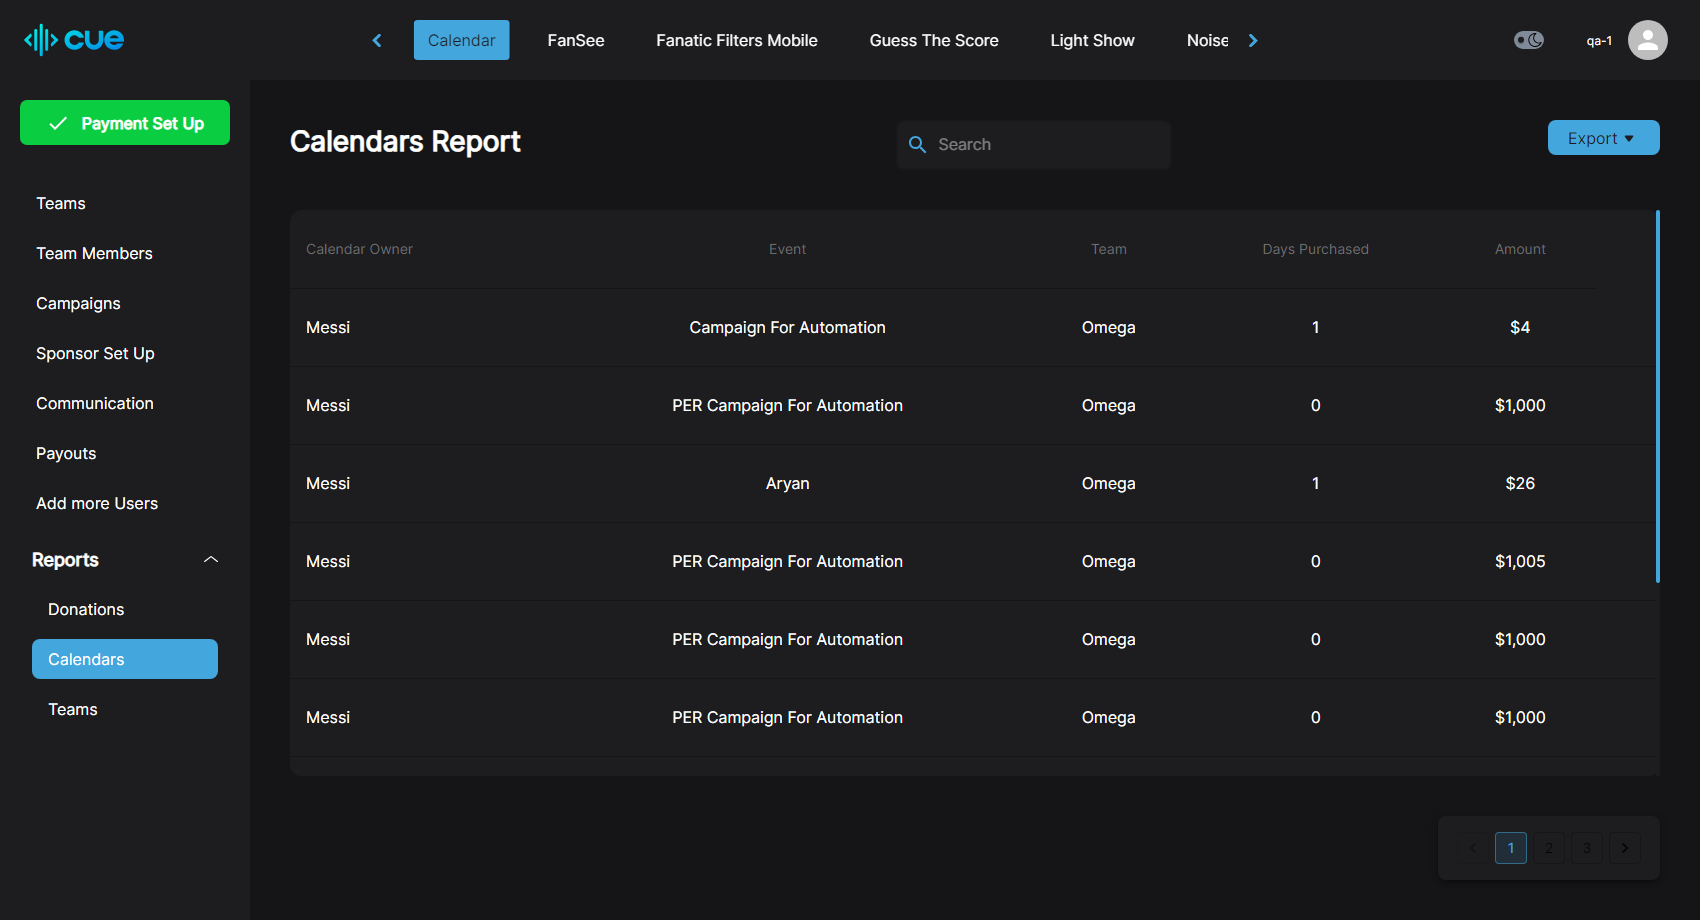 cue
Calendar FanSee Fanatic Filters Mobile Guess The Score Light Show Noise
qa-1
Payment Set Up
Teams
Team Members
Campaigns
Sponsor Set Up
Communication
Payouts
Add more Users
Reports
Donations
Calendars
Teams
Calendars Report
Search
Export
Calendar Owner Event Team Days Purchased Amount
Messi Campaign For Automation Omega 1 $4
Messi PER Campaign For Automation Omega 0 $1,000
Messi Aryan Omega 1 $26
Messi PER Campaign For Automation Omega 0 $1,005
Messi PER Campaign For Automation Omega 0 $1,000
Messi PER Campaign For Automation Omega 0 $1,000
1 2 3